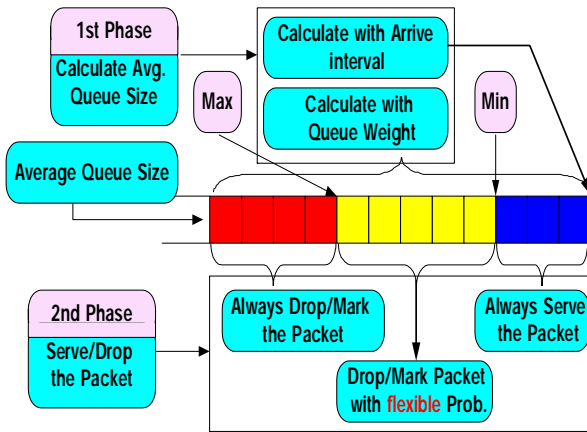 1st Phase
Calculate Avg.
Queue Size
Calculate with Arrive
interval
Calculate with
Queue Weight
Max
Min
Average Queue Size
2nd Phase
Serve/Drop
the Packet
Always Drop/Mark
the Packet
Always Serve
the Packet
Drop/Mark Packet
with flexible Prob.